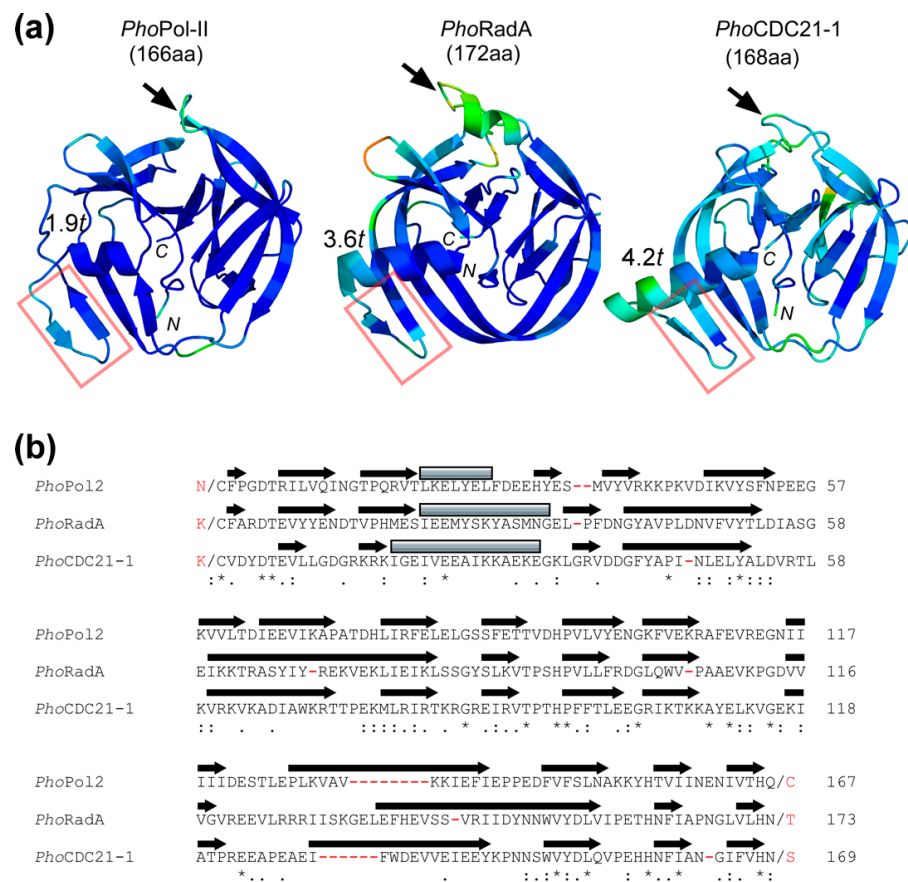 (a)
PhoPol-II PhoRadA PhoCDC21-1
(166aa) (172aa) (168aa)
1.9t 3.6t 4.2t
C C C
N N N
(b)
PhoPol2 N/CFPGDTRILVQINGTPQRVTLKELYELFDEEHYES--MVYVRKKPKVDIKVYSFNPEEG 57
PhoRadA K/CFARDTEVYYENDTVPHMESIEEMYSKYASMNGEL-PFDNGYAVPLDNVFVYTLDIASG 58
PhoCDC21-1 K/CVDYDTEVLLGDGRKRKIGEIVEEAIKKAEKEGKLGRVDDGFYAPI-NLELYALDVRTL 58
:*. ** : : . * . . . . : :: :*:::
PhoPol2 KVVLTDIEEVIKAPATDHLIRFELELGSSFETTVDHPVLVYENGKFVEKRAFEVREGNII 117
PhoRadA EIKKTRASYIY-REKVEKLIEIKLSSGYSLKVTPSHPVLLFRDGLQWV-PAAEVKPGDVV 116
PhoCDC21-1 KVRKVKADIAWKRTTPEKMLRIRTKRGREIRVTPTHPFFTLEEGRIKTKKAYELKVGEKI 118
:: . . ::::.:. . * .:..* **.: .:* * *:: *: :
PhoPol2 IIIDESTLEPLKVAV--------KKIEFIEPPEDFVFSLNAKKYHTVIINENIVTHQ/C 167
PhoRadA VGVREEVLRRRIISKGELEFHEVSS-VRIIDYNNWVYDLVIPETHNFIAPNGLVLHN/T 173
PhoCDC21-1 ATPREEAPEAEI------FWDEVVEIEEYKPNNSWVYDLQVPEHHNFIAN-GIFVHN/S 169
*.. . . : ::*:.* : *..* .:. *: